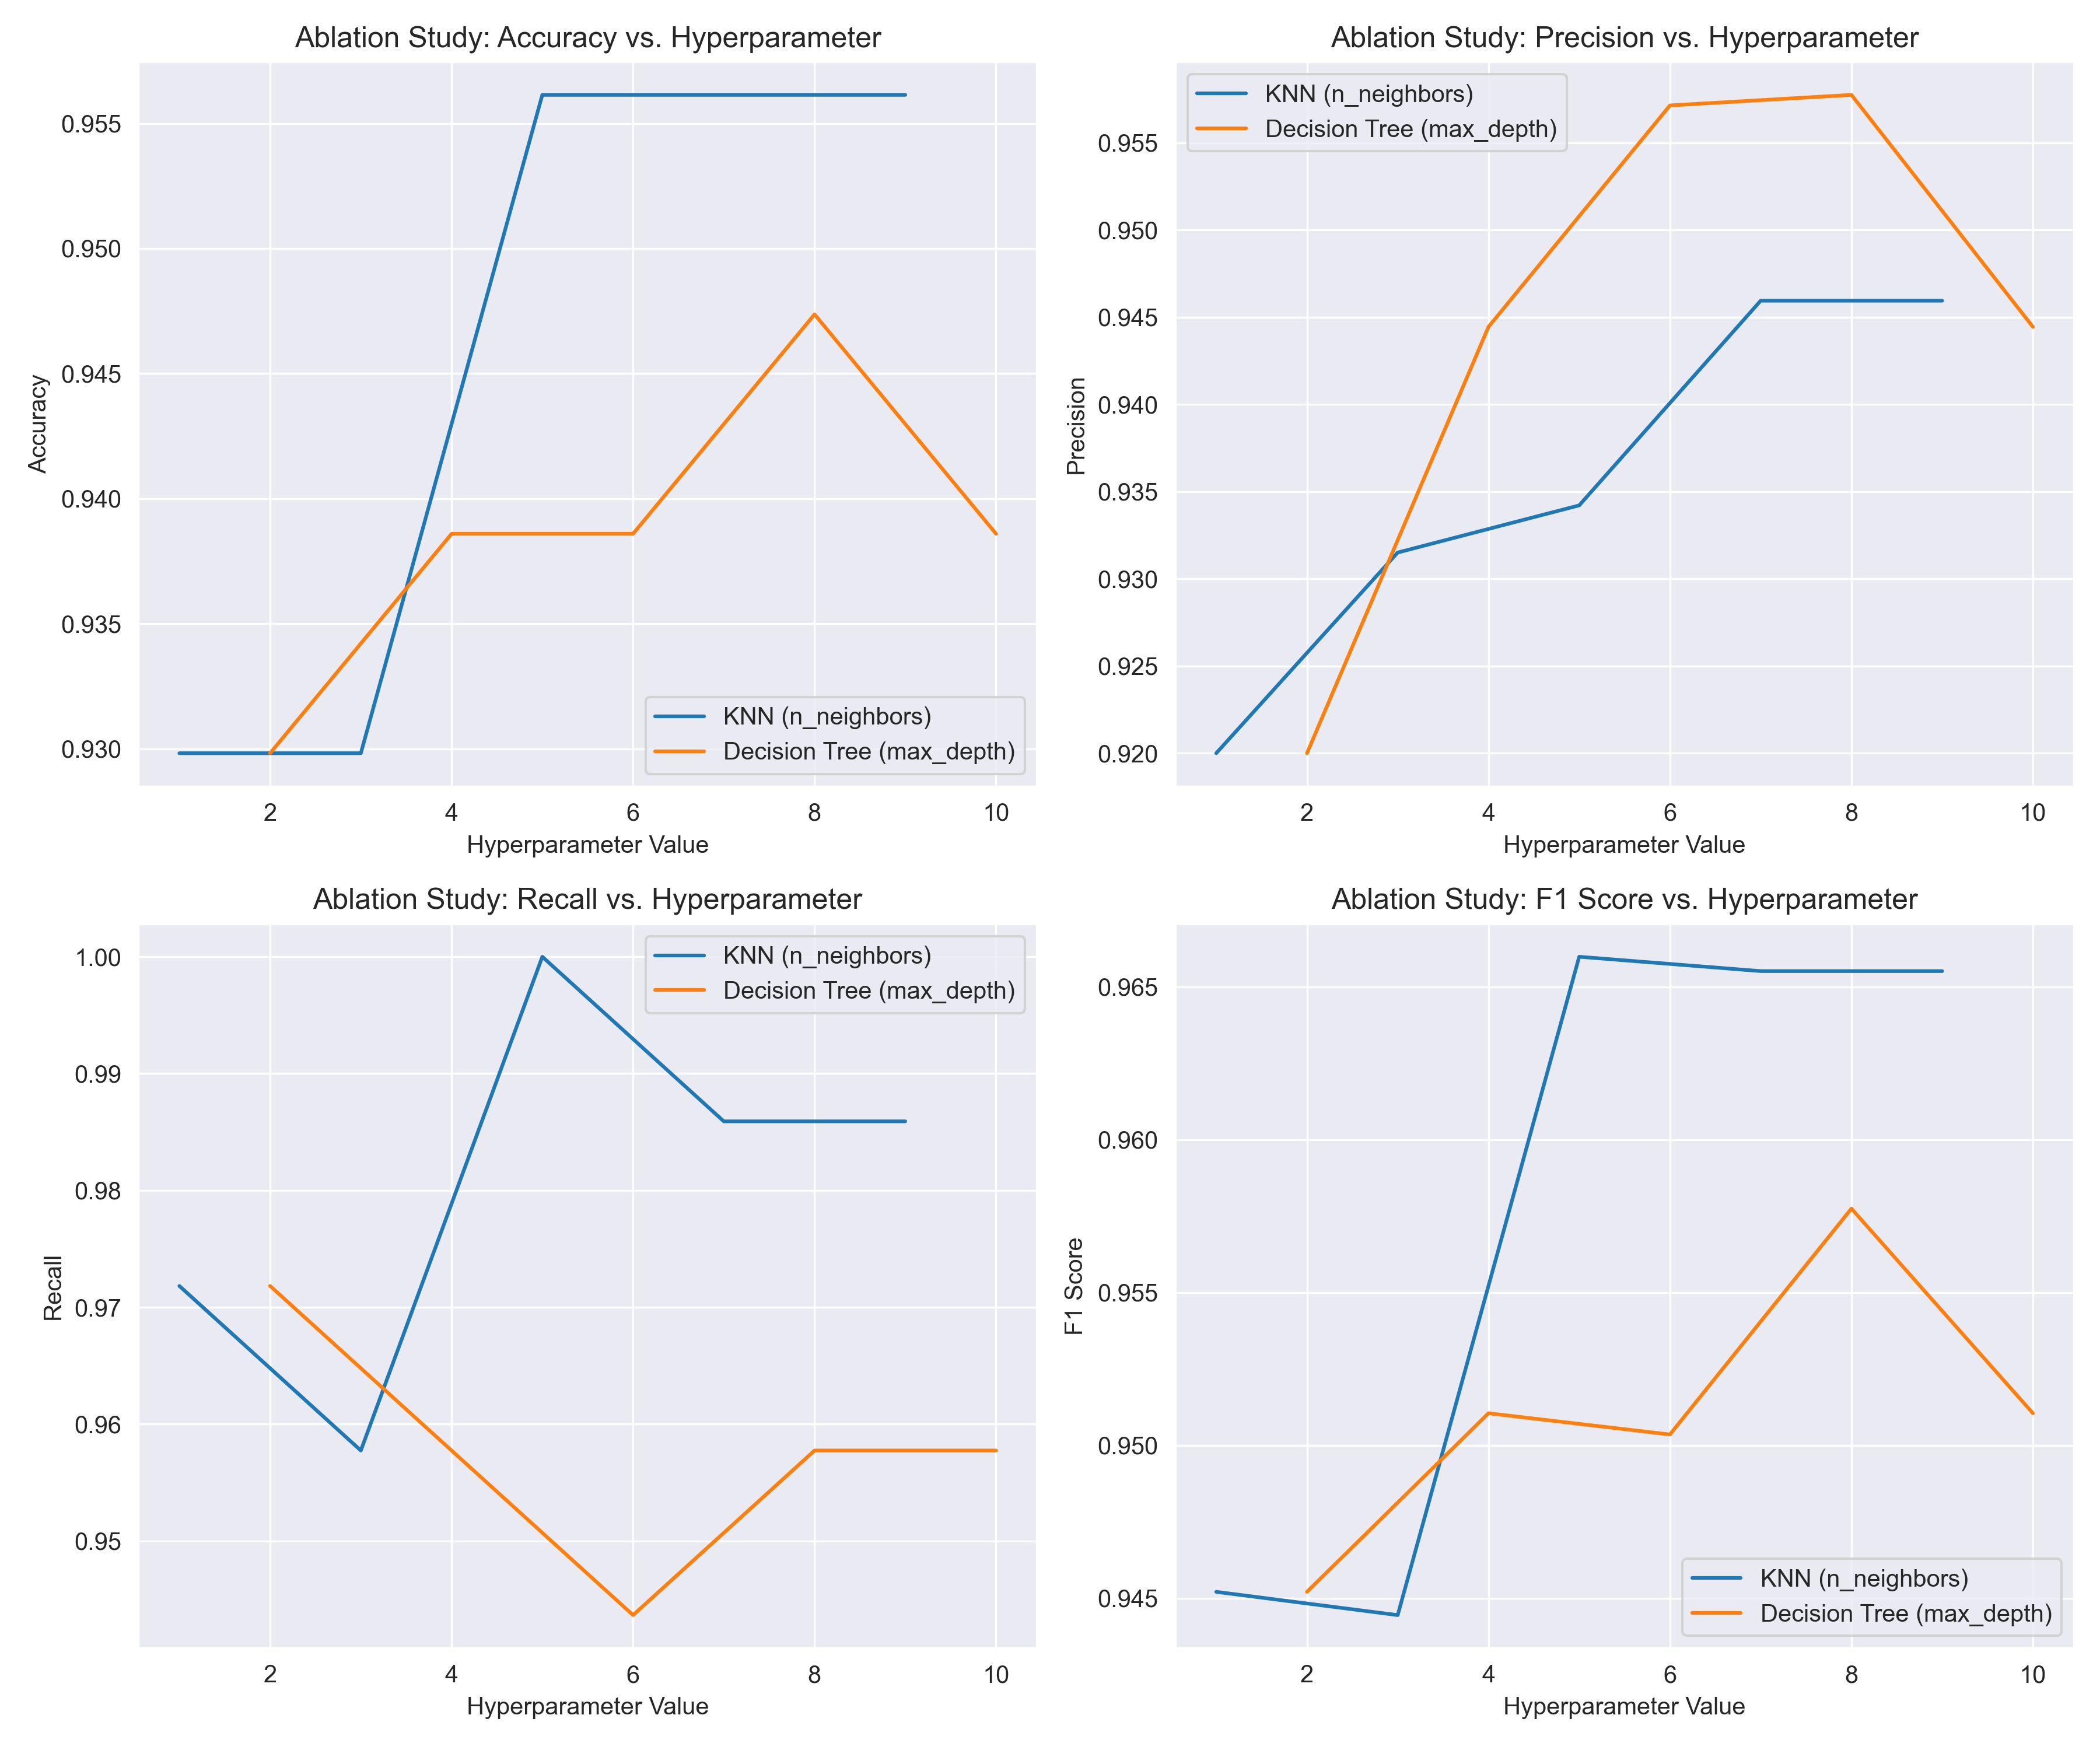 Ablation Study: Accuracy vs. Hyperparameter
0.955
0.950
0.945
0.940
0.935
0.930
Accuracy
KNN (n_neighbors)
Decision Tree (max_depth)
2 4 6 8 10
Hyperparameter Value
Ablation Study: Precision vs. Hyperparameter
KNN (n_neighbors)
Decision Tree (max_depth)
0.955
0.950
0.945
0.940
0.935
0.930
0.925
0.920
Precision
2 4 6 8 10
Hyperparameter Value
Ablation Study: Recall vs. Hyperparameter
KNN (n_neighbors)
Decision Tree (max_depth)
1.00
0.99
0.98
0.97
0.96
0.95
Recall
2 4 6 8 10
Hyperparameter Value
Ablation Study: F1 Score vs. Hyperparameter
0.965
0.960
0.955
0.950
0.945
F1 Score
KNN (n_neighbors)
Decision Tree (max_depth)
2 4 6 8 10
Hyperparameter Value